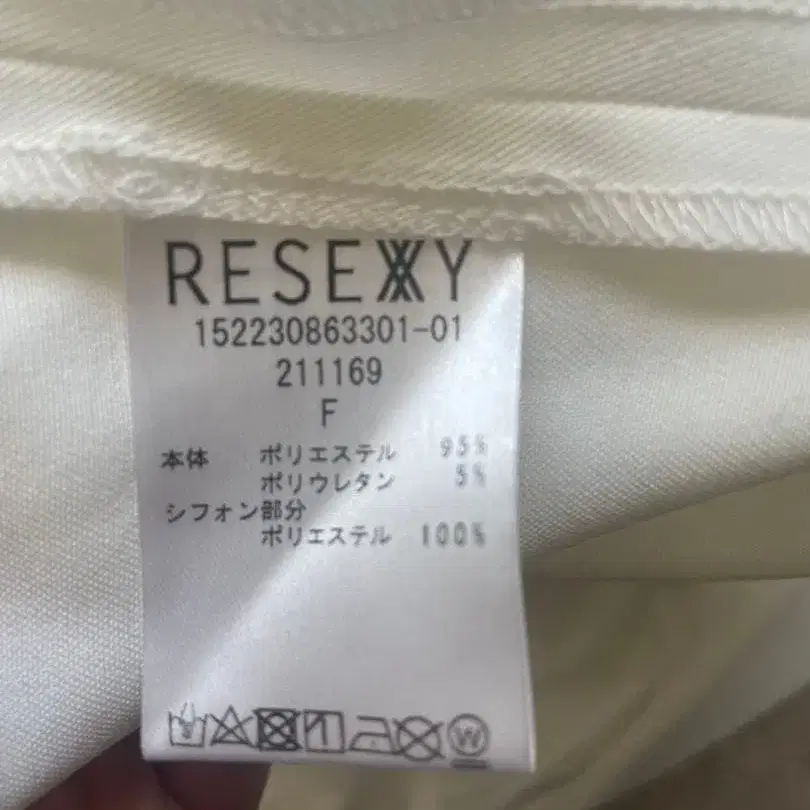 RESEXXY
152230863301-01
211169
F
本体 ポリエステル 95%
ポリウレタン 5%
シフォン部分
ポリエステル 100%
W